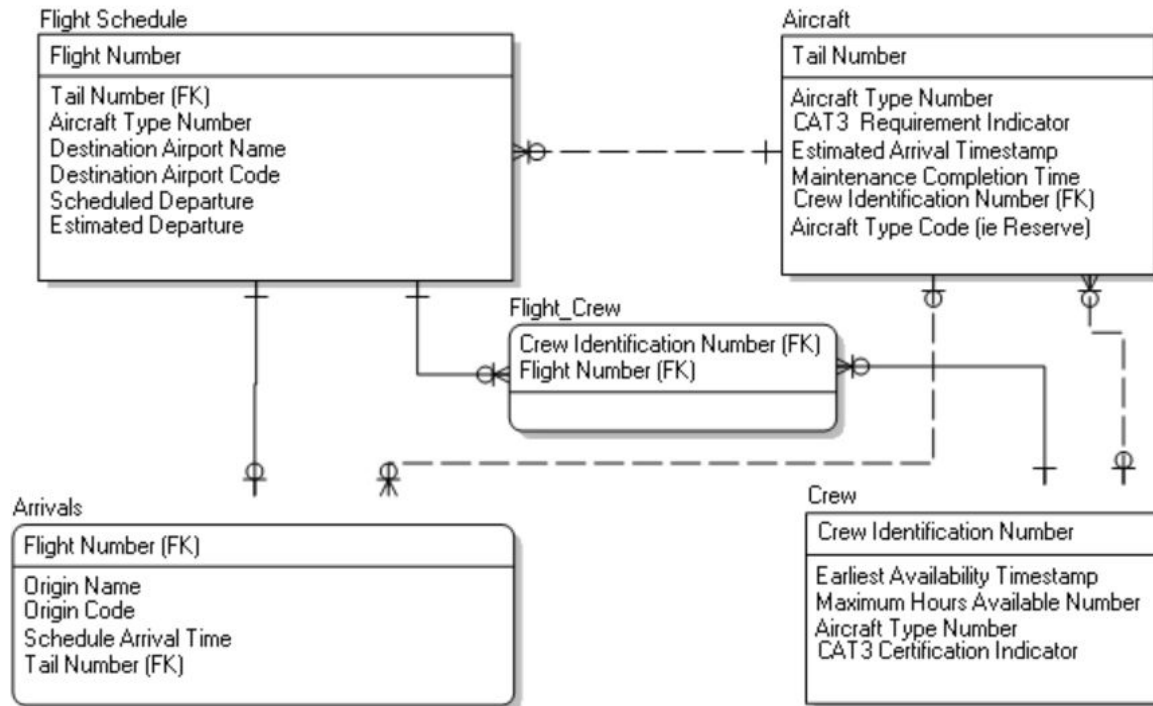 Flight Schedule
Flight Number
Tail Number (FK)
Aircraft Type Number
Destination Airport Name
Destination Airport Code
Scheduled Departure
Estimated Departure
Aircraft
Tail Number
Aircraft Type Number
CAT3 Requirement Indicator
Estimated Arrival Timestamp
Maintenance Completion Time
Crew Identification Number (FK)
Aircraft Type Code (ie Reserve)
Flight_Crew
Crew Identification Number (FK)
Flight Number (FK)
Arrivals
Flight Number (FK)
Origin Name
Origin Code
Schedule Arrival Time
Tail Number (FK)
Crew
Crew Identification Number
Earliest Availability Timestamp
Maximum Hours Available Number
Aircraft Type Number
CAT3 Certification Indicator